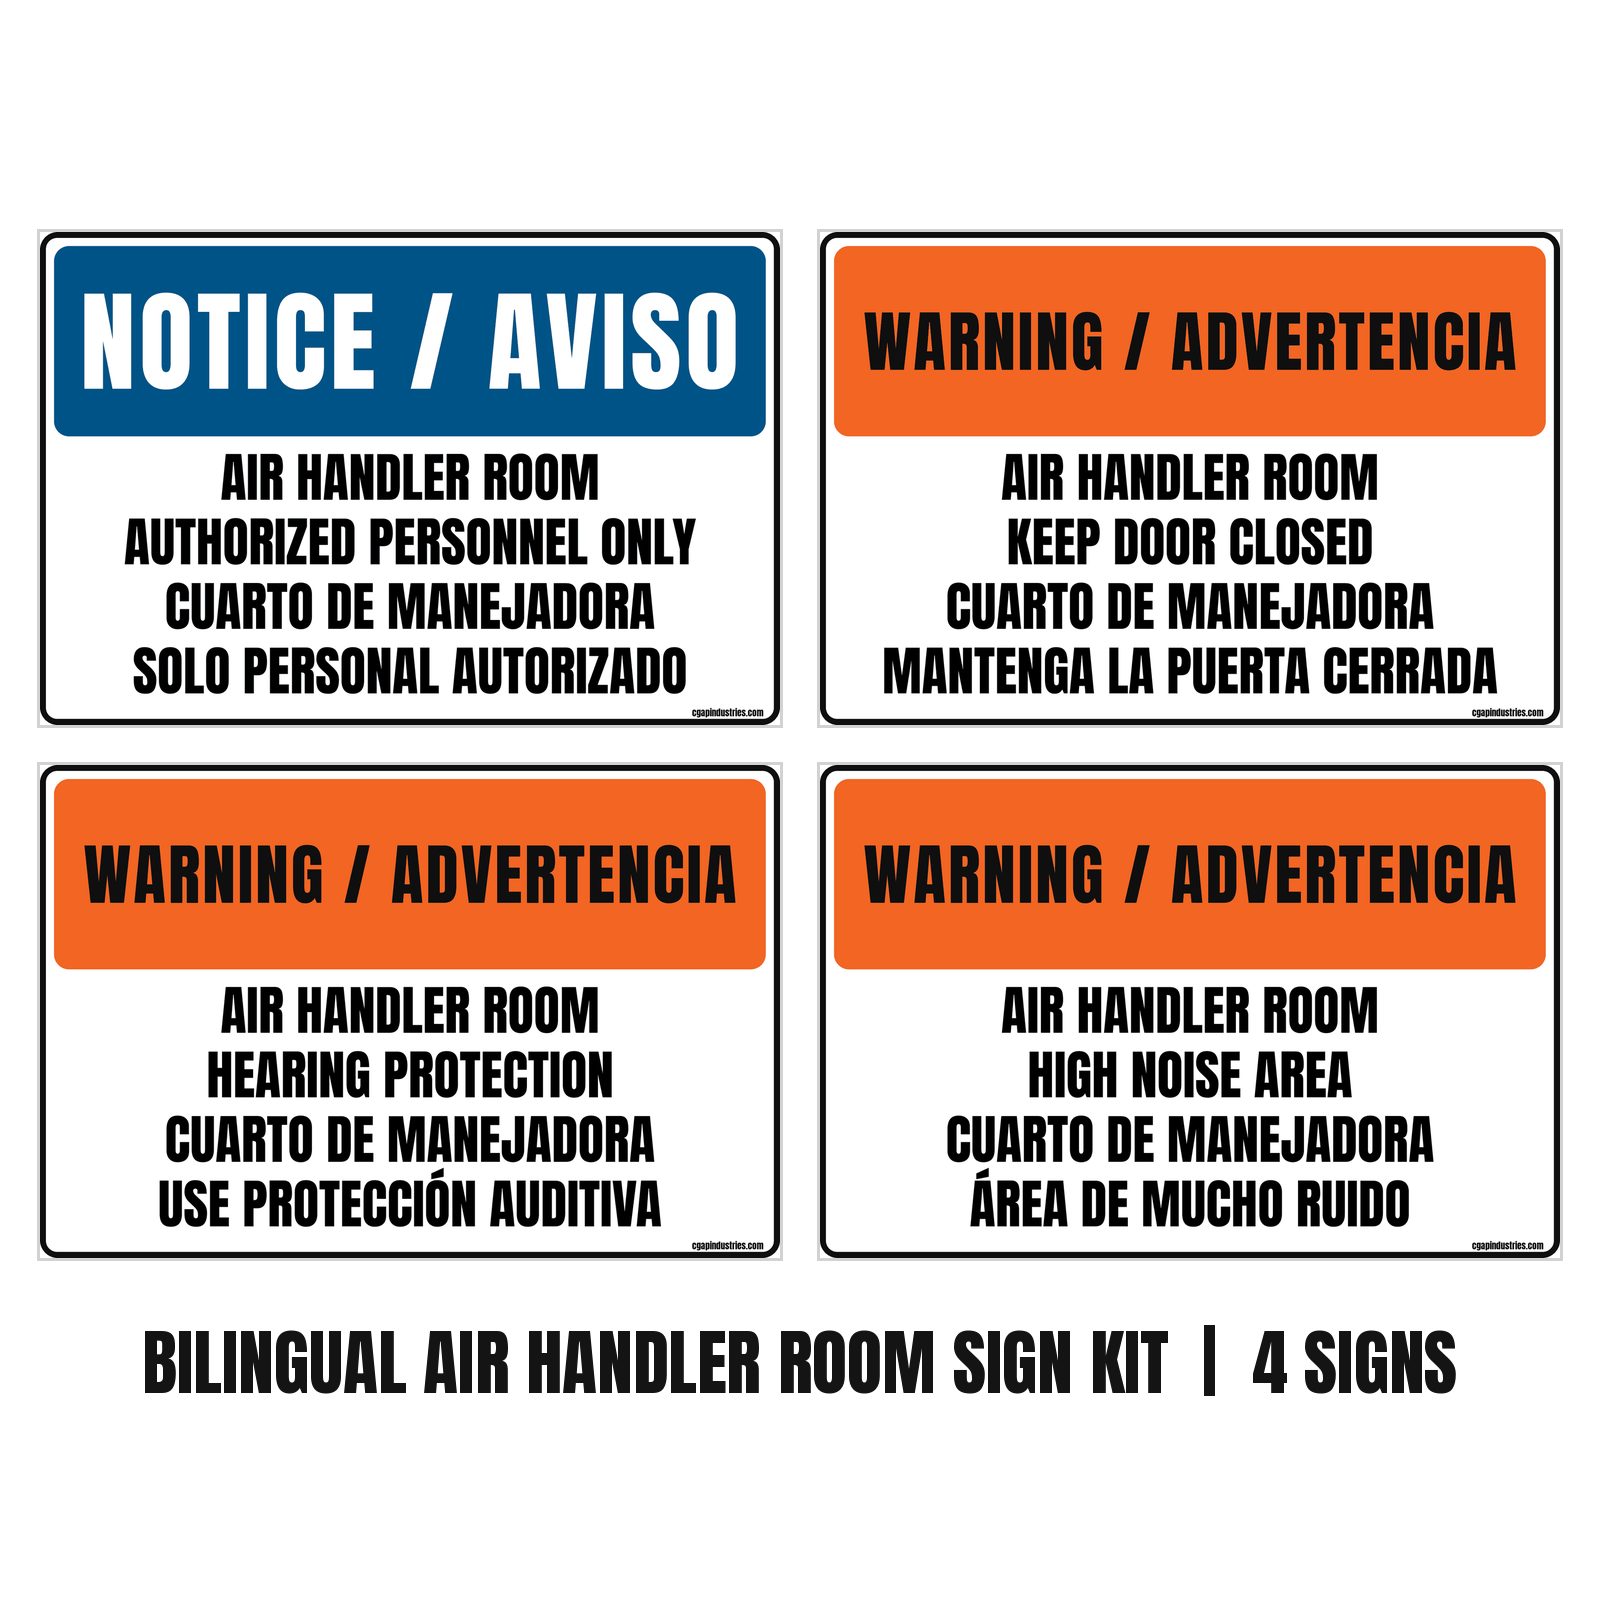 NOTICE / AVISO
AIR HANDLER ROOM
AUTHORIZED PERSONNEL ONLY
CUARTO DE MANEJADORA
SOLO PERSONAL AUTORIZADO
cgapindustries.com
WARNING / ADVERTENCIA
AIR HANDLER ROOM
KEEP DOOR CLOSED
CUARTO DE MANEJADORA
MANTENGA LA PUERTA CERRADA
cgapindustries.com
WARNING / ADVERTENCIA
AIR HANDLER ROOM
HEARING PROTECTION
CUARTO DE MANEJADORA
USE PROTECCIÓN AUDITIVA
cgapindustries.com
WARNING / ADVERTENCIA
AIR HANDLER ROOM
HIGH NOISE AREA
CUARTO DE MANEJADORA
ÁREA DE MUCHO RUIDO
cgapindustries.com
BILINGUAL AIR HANDLER ROOM SIGN KIT | 4 SIGNS